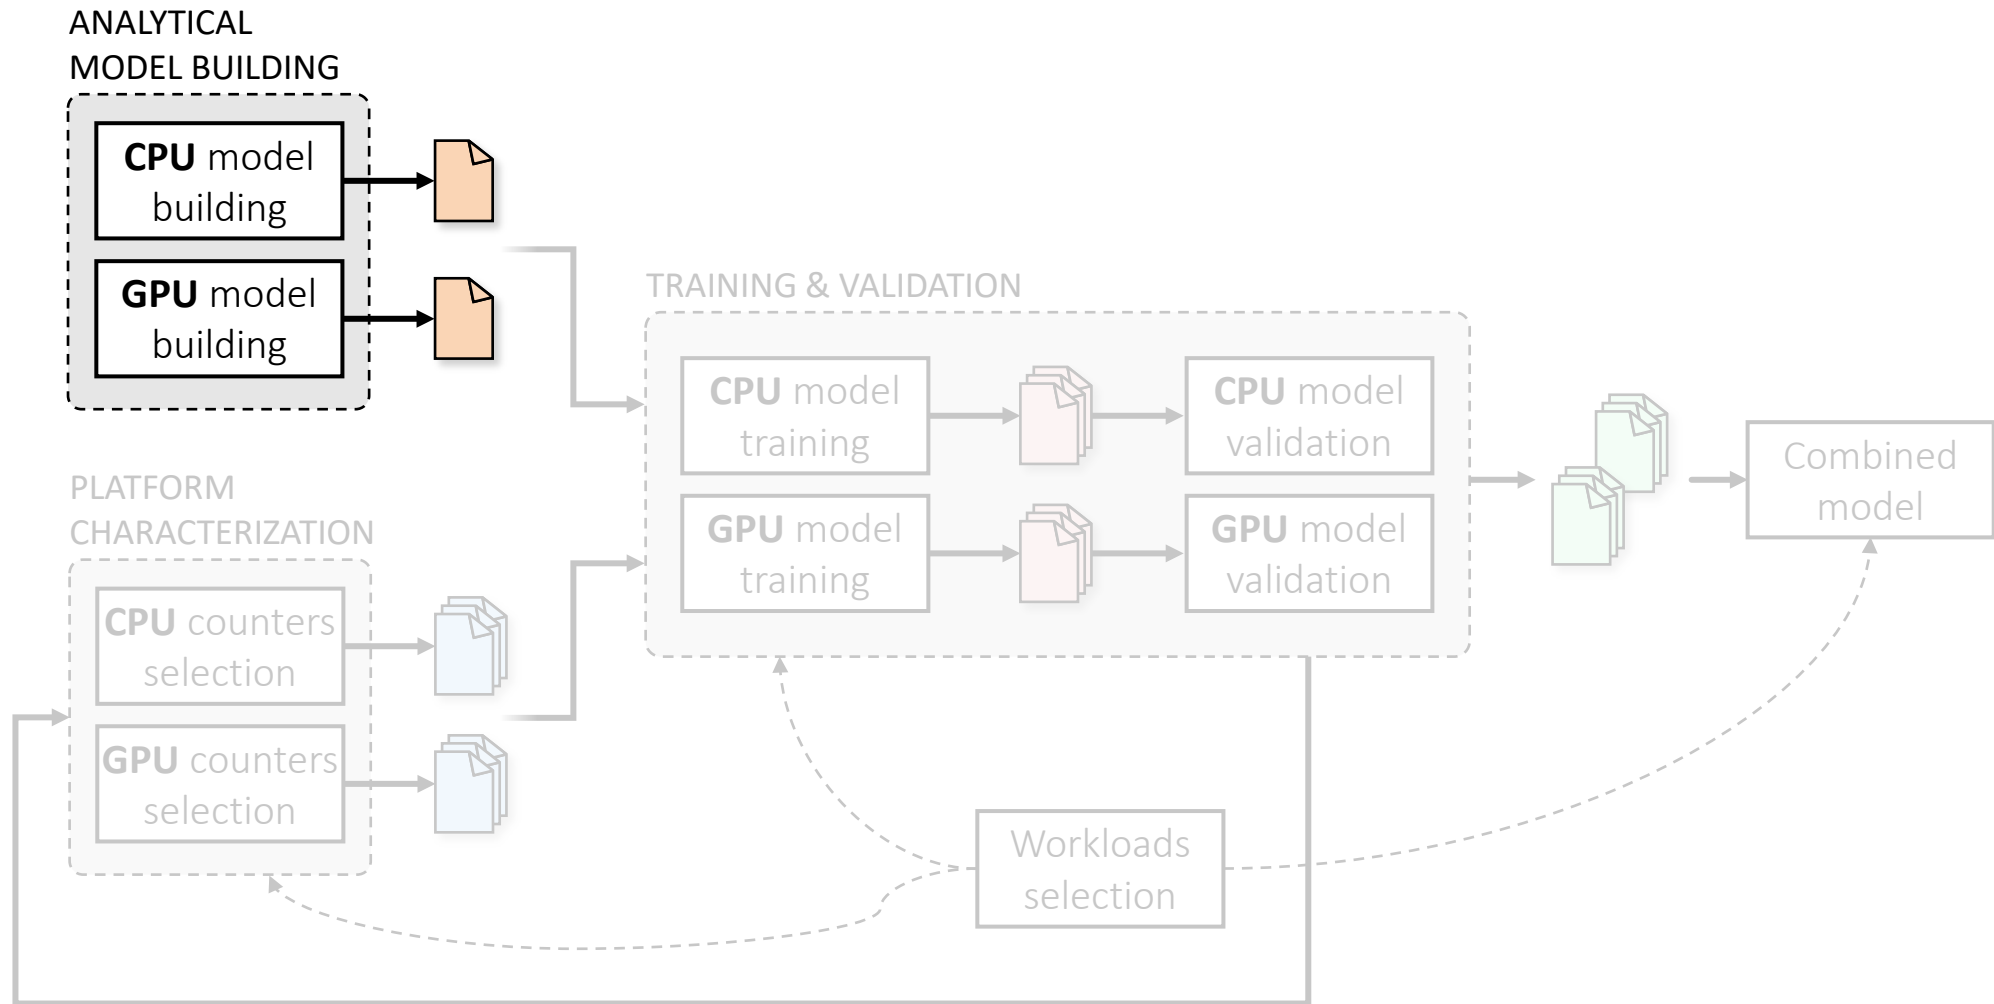 ANALYTICAL
MODEL BUILDING
CPU model
building
GPU model
building
TRAINING & VALIDATION
CPU model
training
CPU model
validation
GPU model
training
GPU model
validation
Combined
model
PLATFORM
CHARACTERIZATION
CPU counters
selection
GPU counters
selection
Workloads
selection